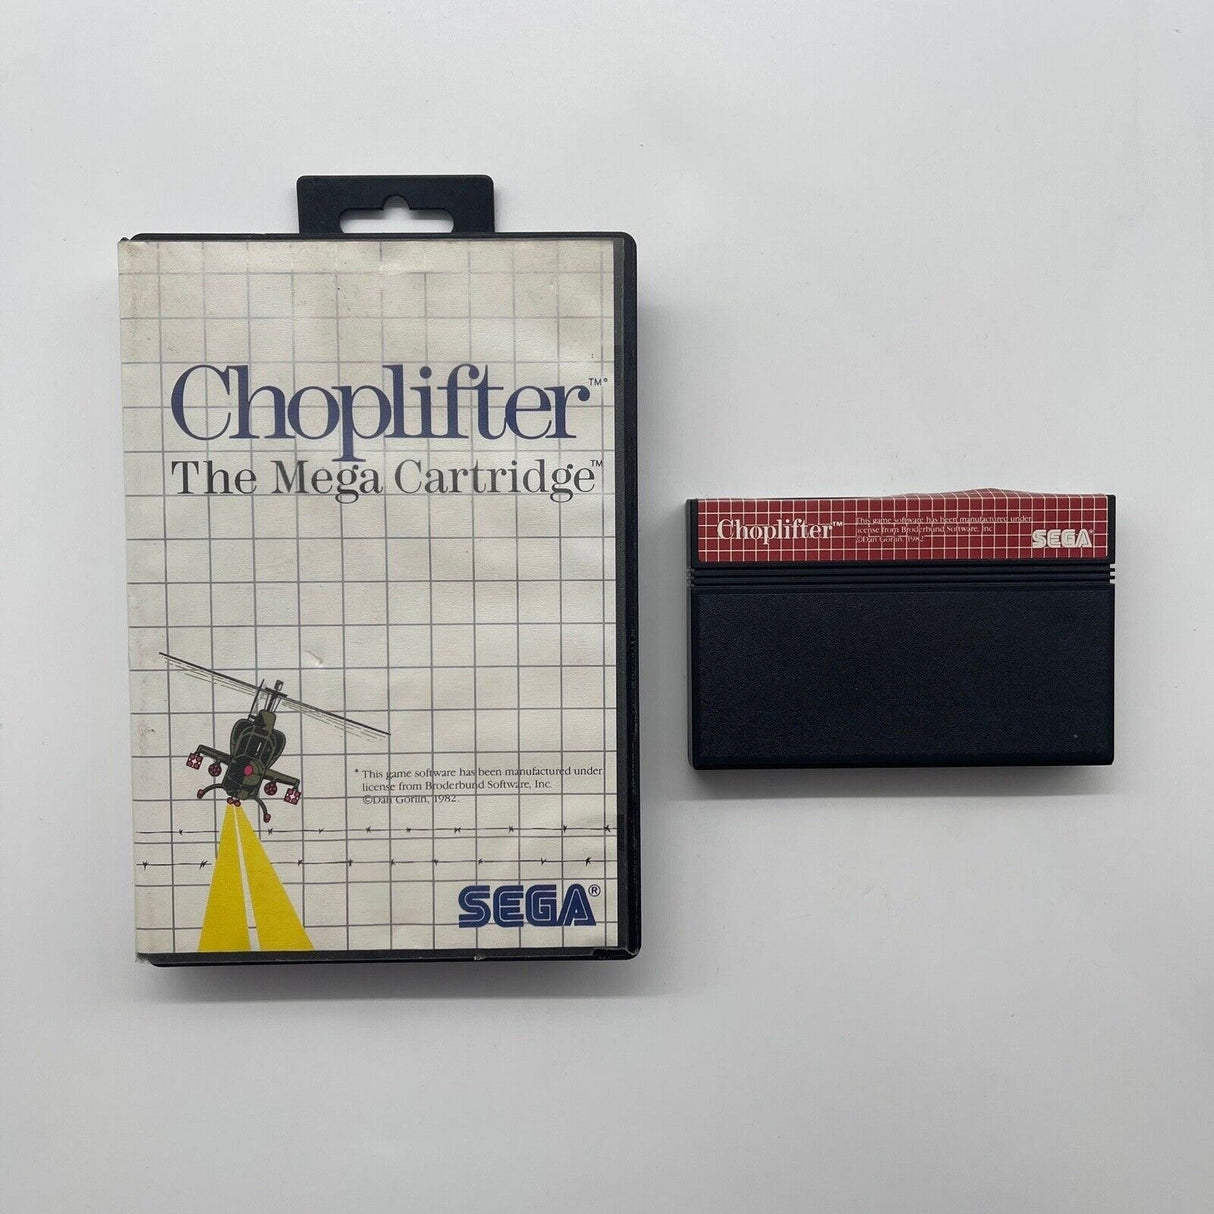 Choplifter™*
The Mega Cartridge™
* This game software has been manufactured under
license from Broderbund Software, Inc.
©Dan Gorlin, 1982.
SEGA®
Choplifter™
This game software has been manufactured under
license from Broderbund Software, Inc.
©Dan Gorlin, 1982.
SEGA®